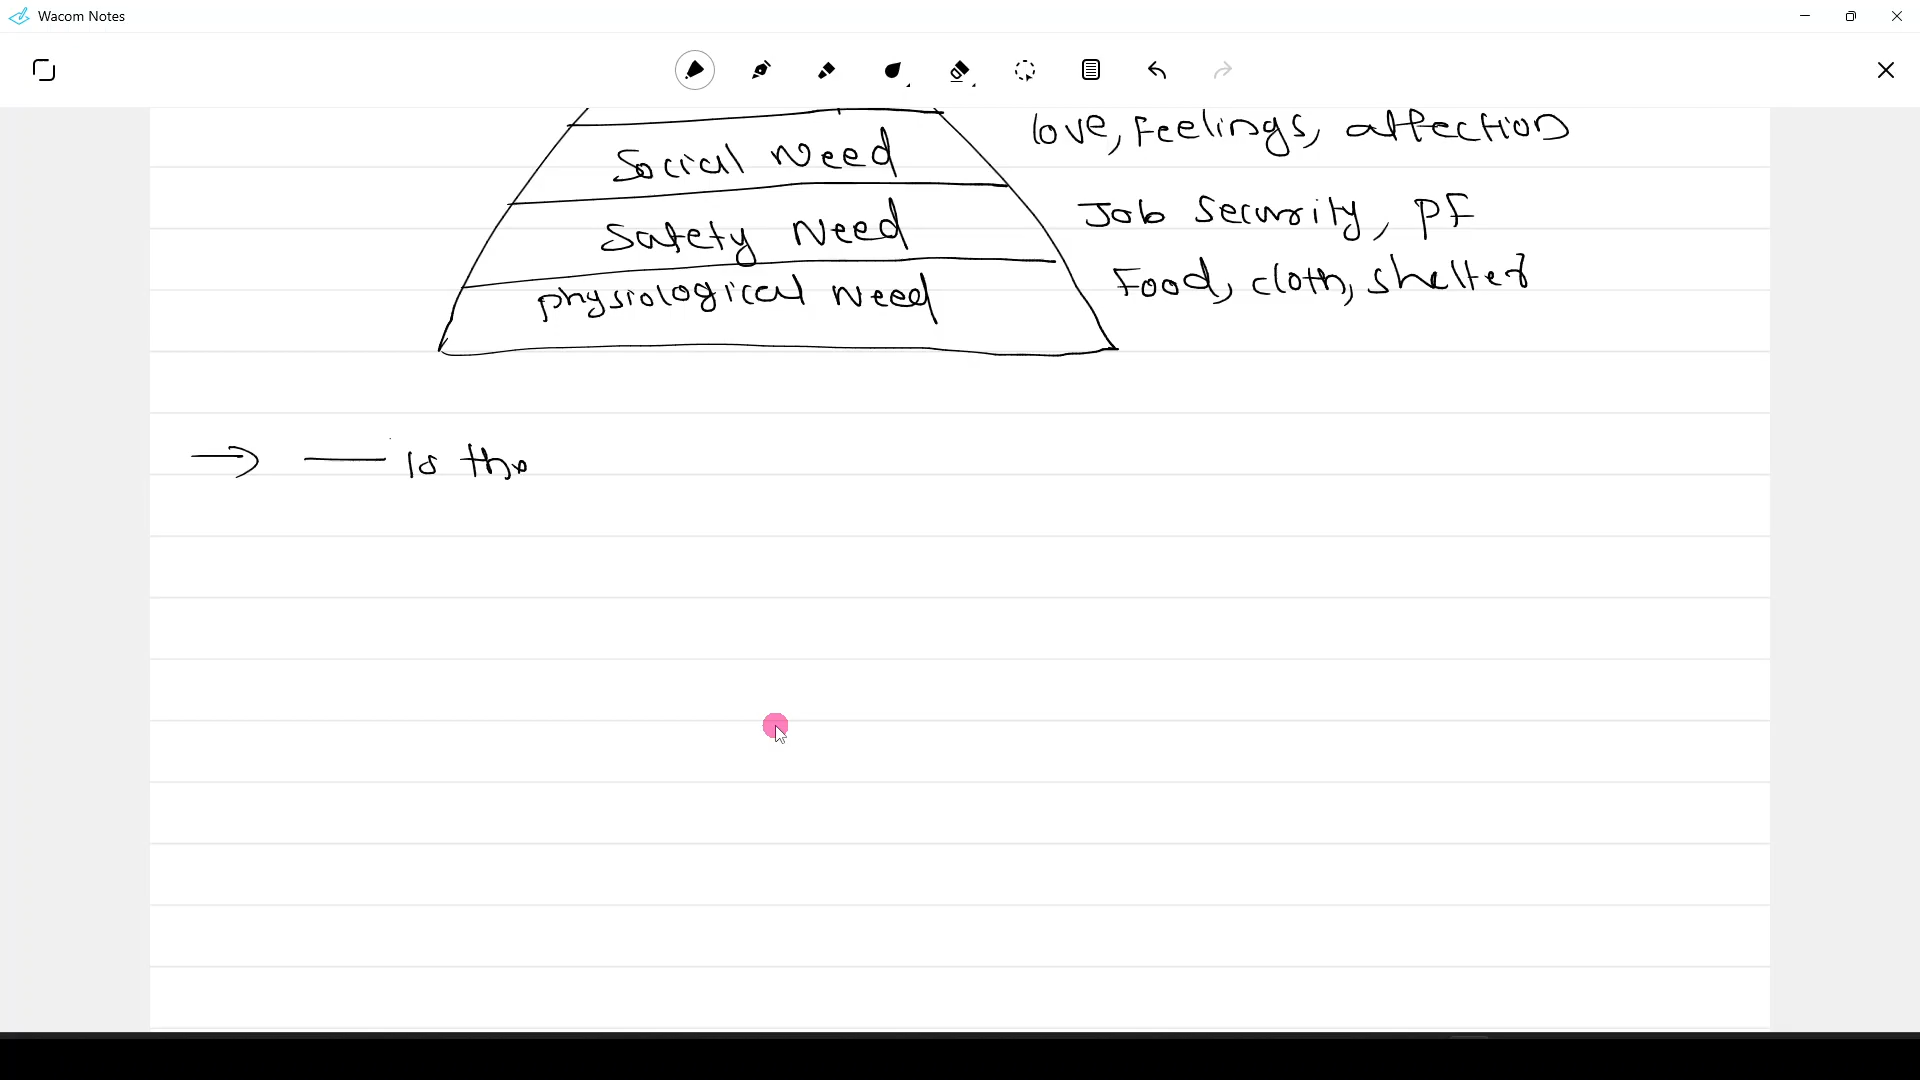 Wacom Notes
love, Feelings, affection
Social Need
Job Security, PF
Safety Need
Food, cloth, shelter
physiological Need
→ — is the